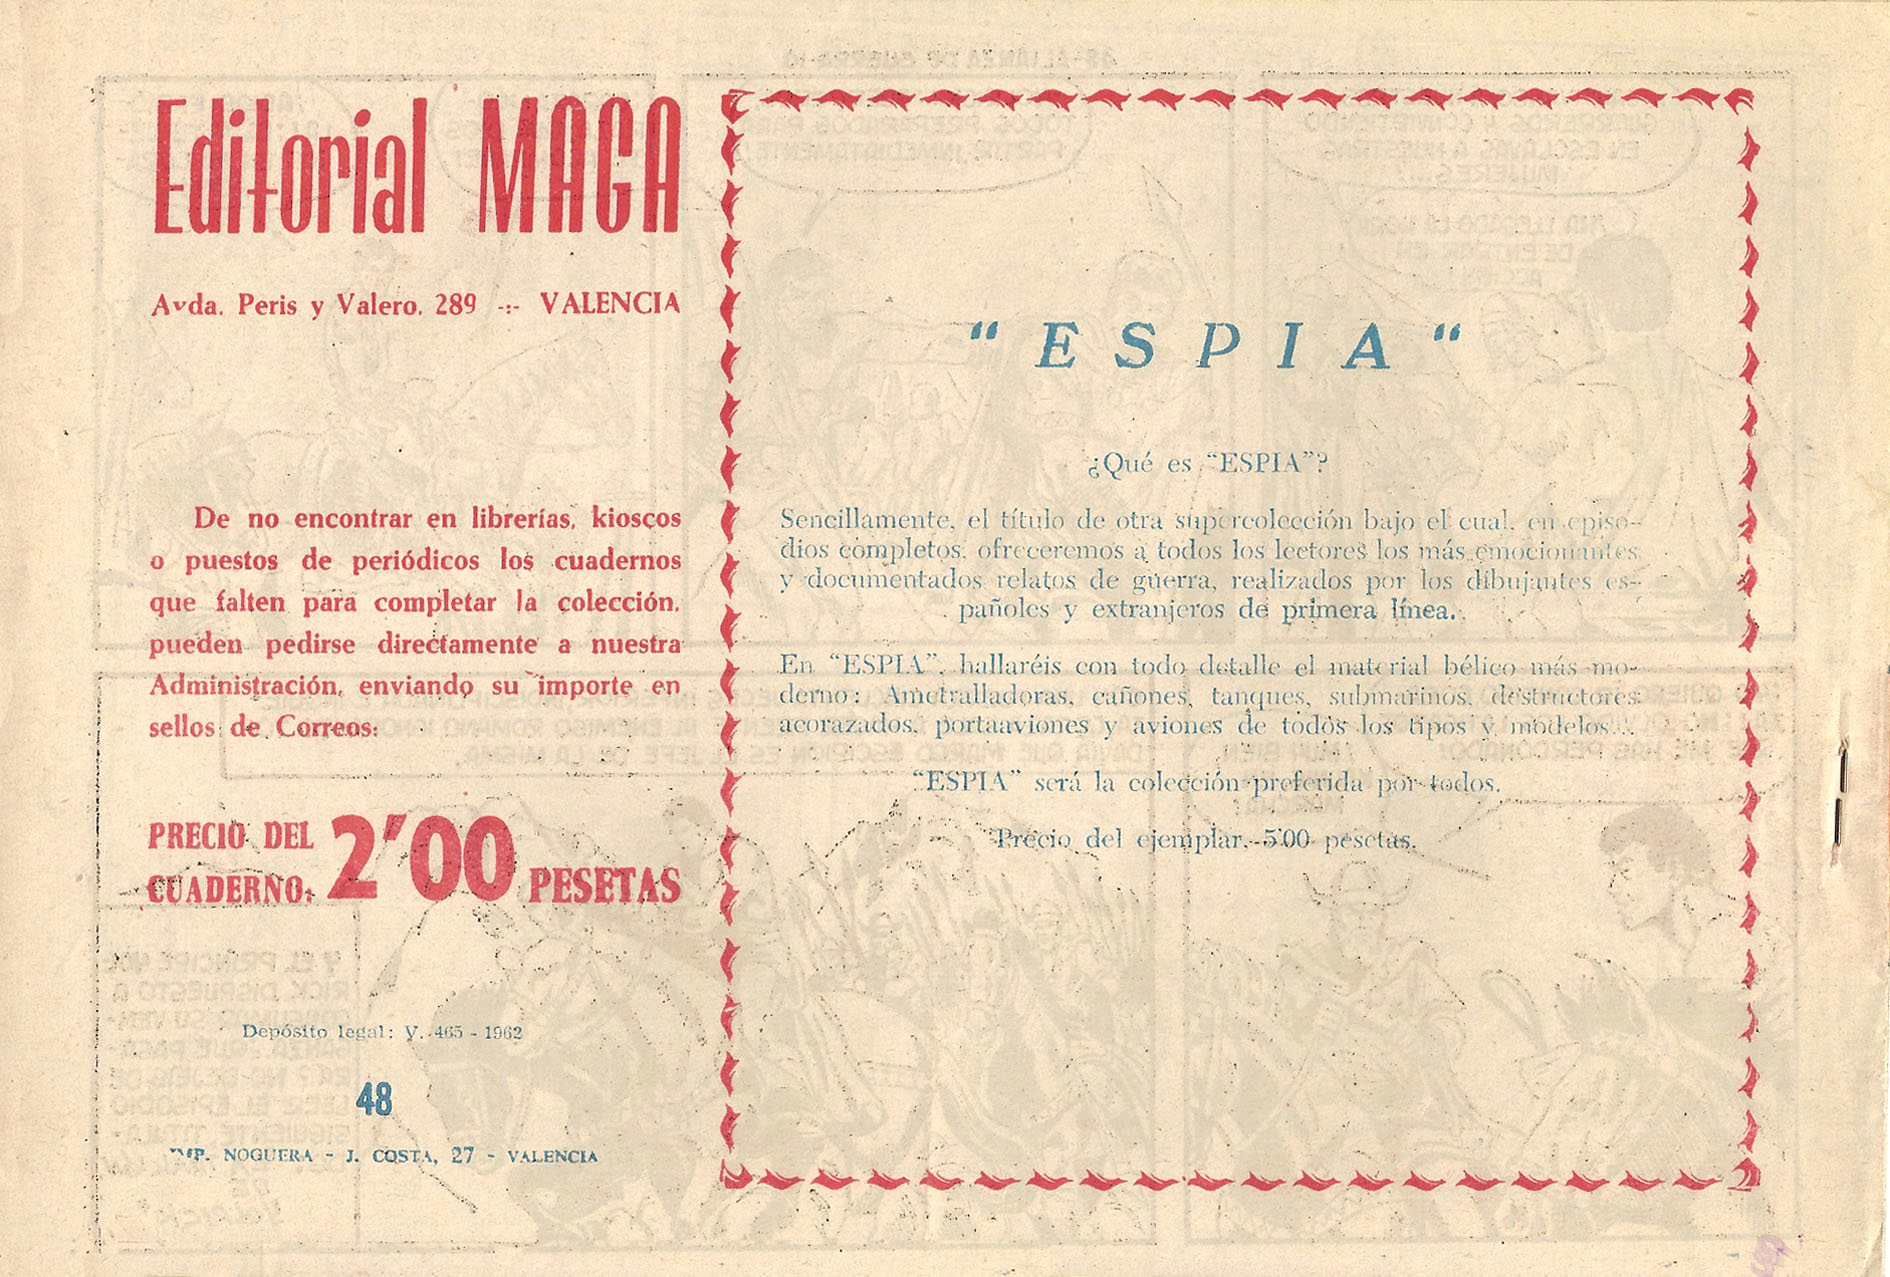 Editorial MAGA
Avda. Peris y Valero, 289 -:- VALENCIA
De no encontrar en librerías, kioscos
o puestos de periódicos los cuadernos
que falten para completar la colección,
pueden pedirse directamente a nuestra
Administración, enviando su importe en
sellos de Correos:
PRECIO DEL
CUADERNO: 2'00 PESETAS
Depósito legal: V. 465 - 1962
48
IMP. NOGUERA - J. COSTA, 27 - VALENCIA
"ESPIA"
¿Qué es "ESPIA"?
Sencillamente, el título de otra supercolección bajo el cual, en episo-
dios completos, ofreceremos a todos los lectores los más emocionantes
y documentados relatos de guerra, realizados por los dibujantes es-
pañoles y extranjeros de primera línea.
En "ESPIA", hallaréis con todo detalle el material bélico más mo-
derno: Ametralladoras, cañones, tanques, submarinos, destructores
acorazados, portaaviones y aviones de todos los tipos y modelos...
"ESPIA" será la colección preferida por todos.
Precio del ejemplar, 5'00 pesetas.